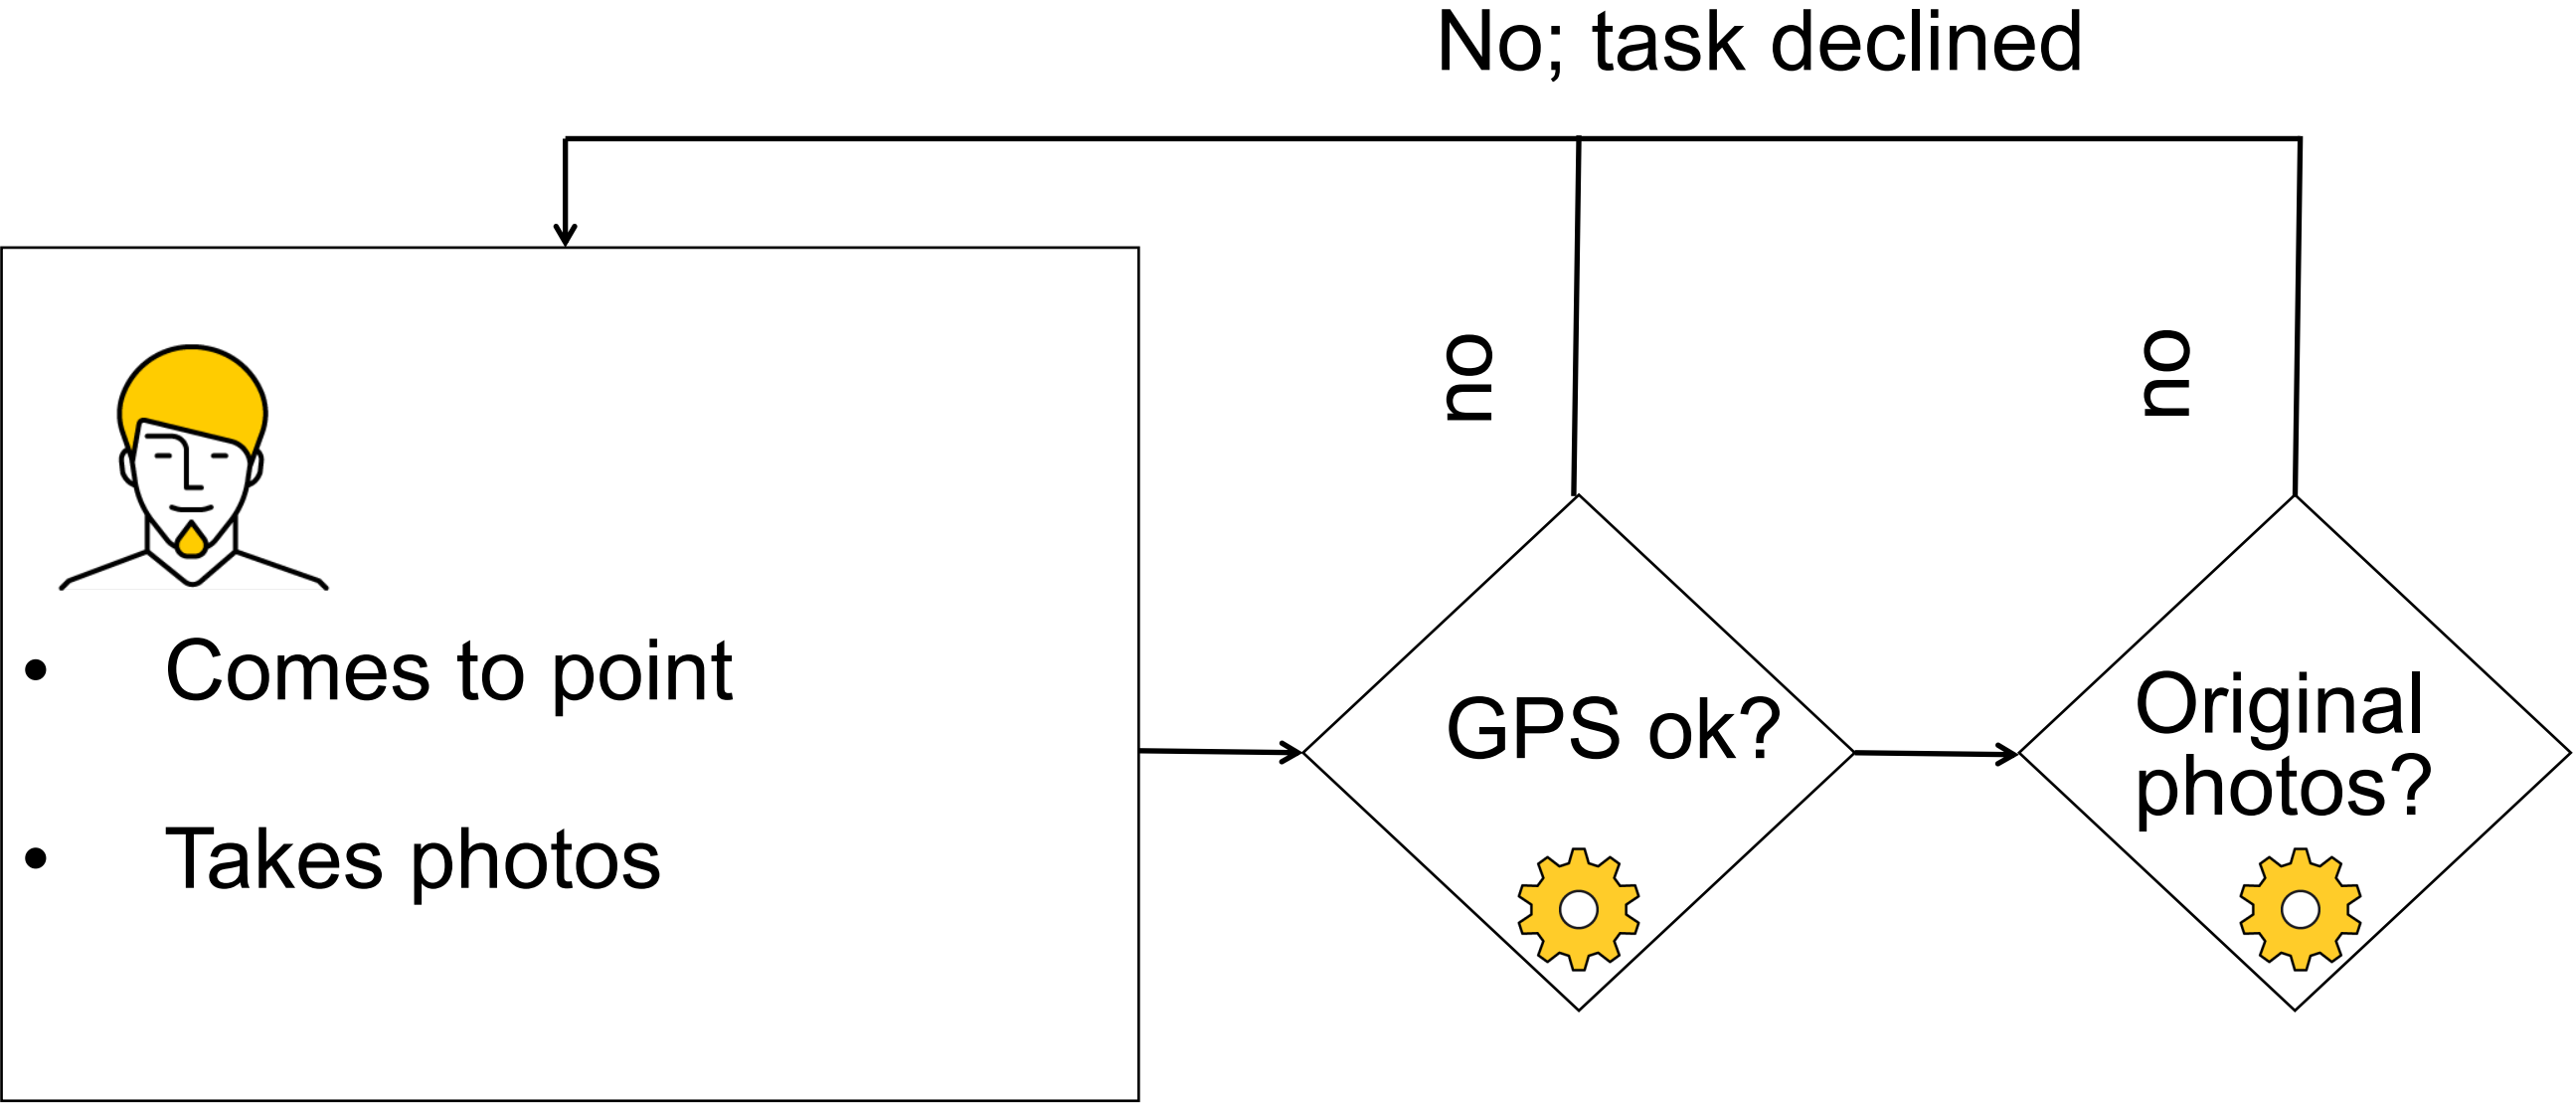 No; task declined
no
no
• Comes to point
• Takes photos
GPS ok?
Original
photos?